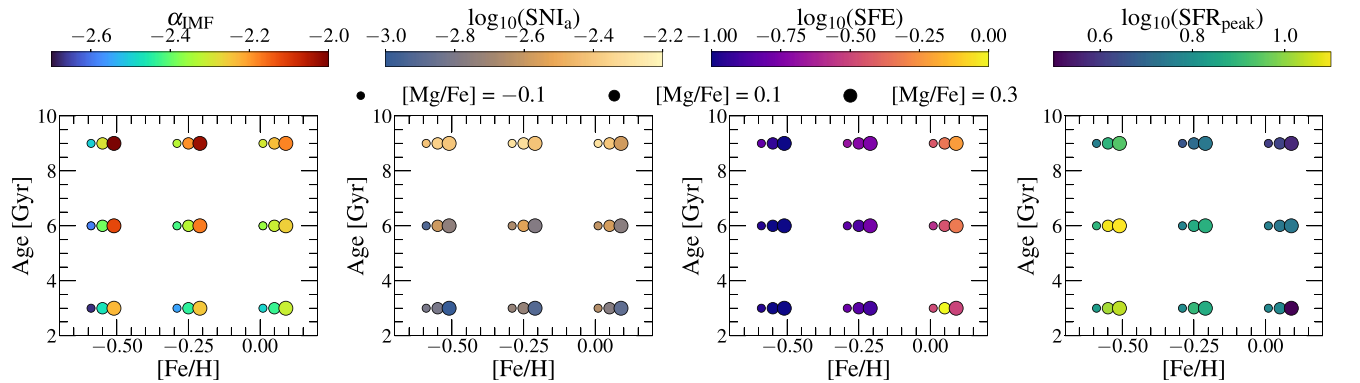 α_IMF log₁₀(SNIₐ) log₁₀(SFE) log₁₀(SFR_peak)
−2.6 −2.4 −2.2 −2.0 −3.0 −2.8 −2.6 −2.4 −2.2 −1.00 −0.75 −0.50 −0.25 0.00 0.6 0.8 1.0
[Mg/Fe] = −0.1 [Mg/Fe] = 0.1 [Mg/Fe] = 0.3
Age [Gyr] 10 8 6 4 2
−0.50 −0.25 0.00
[Fe/H]
Age [Gyr] 10 8 6 4 2
−0.50 −0.25 0.00
[Fe/H]
Age [Gyr] 10 8 6 4 2
−0.50 −0.25 0.00
[Fe/H]
Age [Gyr] 10 8 6 4 2
−0.50 −0.25 0.00
[Fe/H]